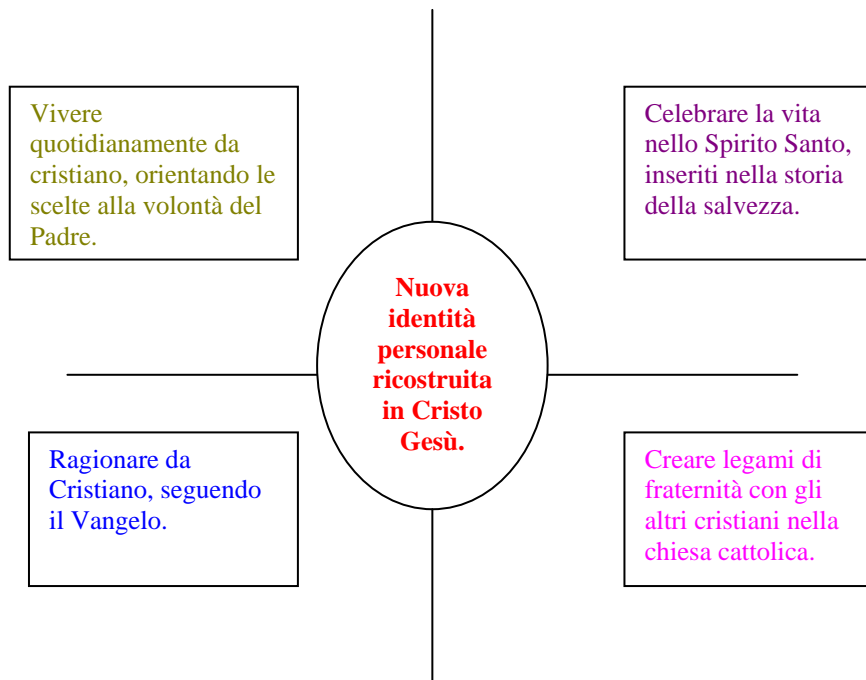 Vivere
quotidianamente da
cristiano, orientando le
scelte alla volontà del
Padre.
Celebrare la vita
nello Spirito Santo,
inseriti nella storia
della salvezza.
Nuova
identità
personale
ricostruita
in Cristo
Gesù.
Ragionare da
Cristiano, seguendo
il Vangelo.
Creare legami di
fraternità con gli
altri cristiani nella
chiesa cattolica.